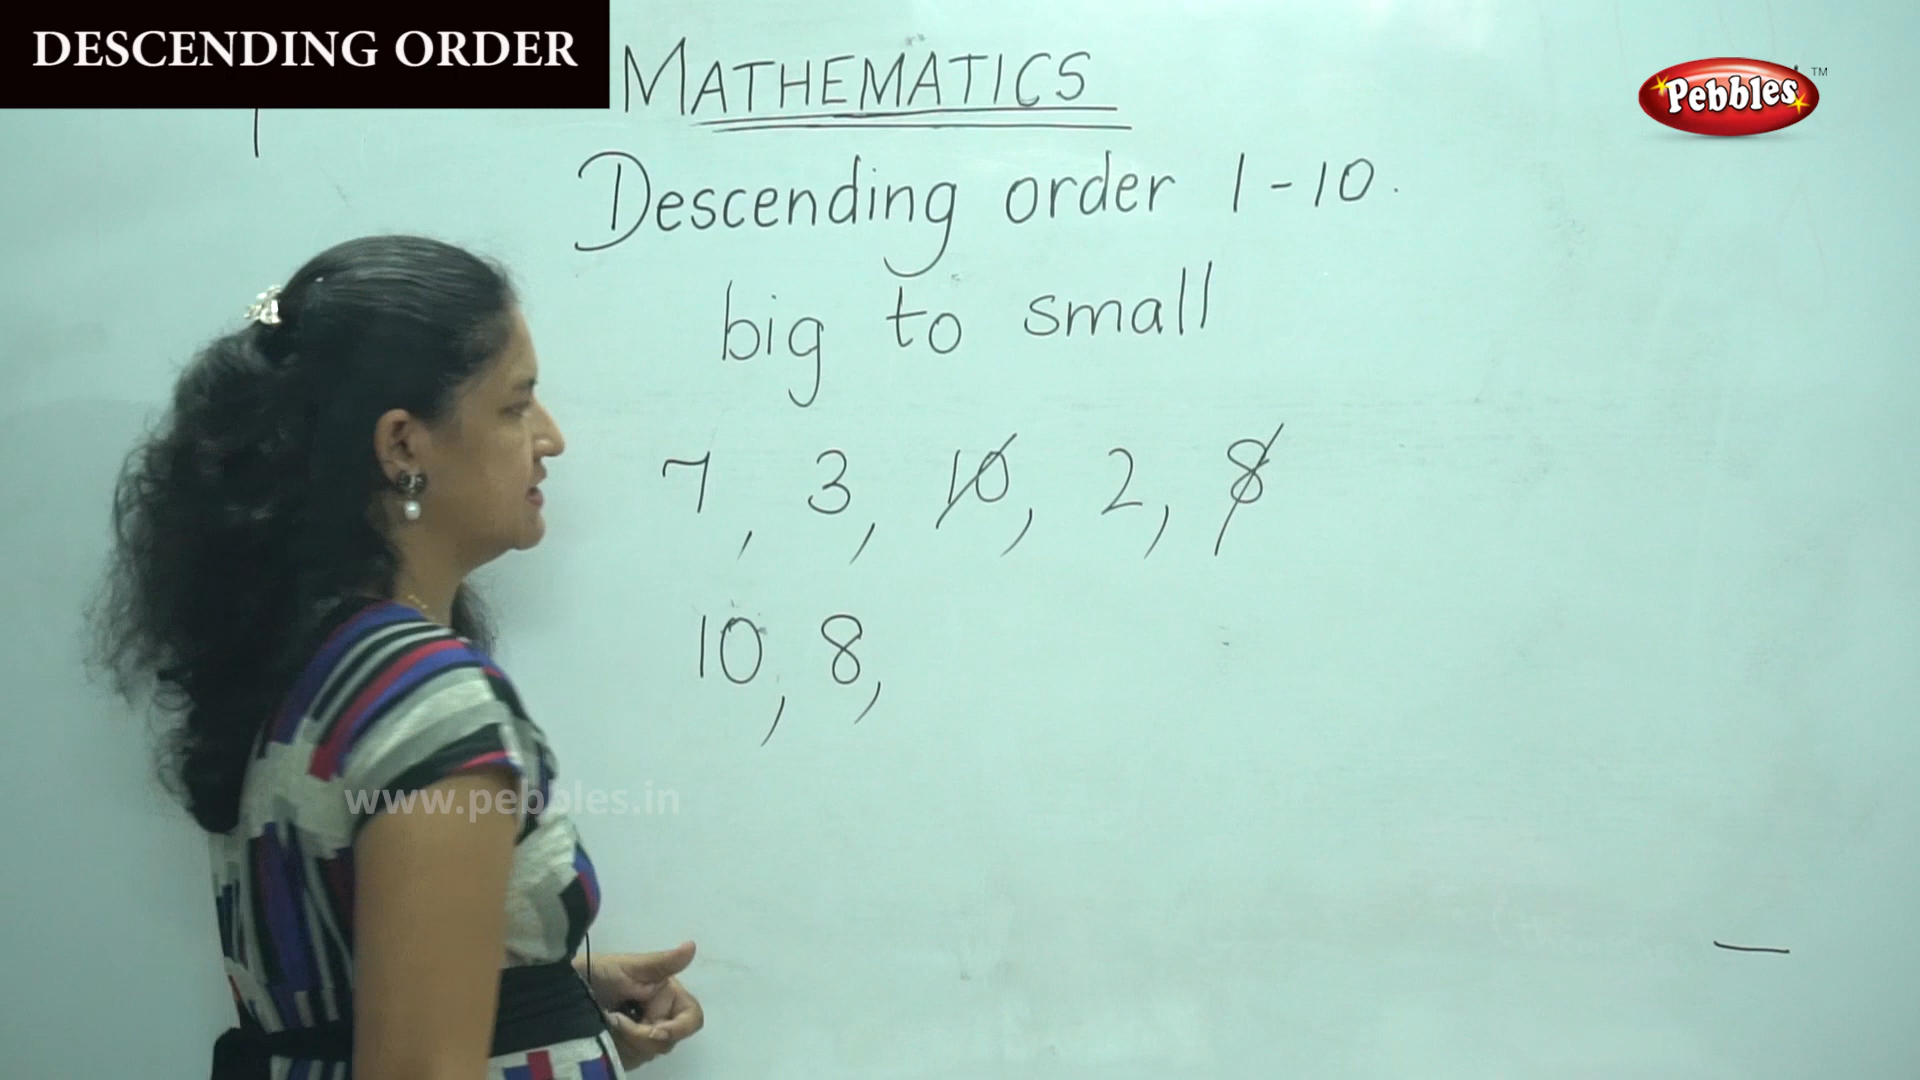 DESCENDING ORDER
MATHEMATICS
Pebbles TM
Descending order 1-10.
big to small
7, 3, 10, 2, 8
10, 8,
www.pebbles.in